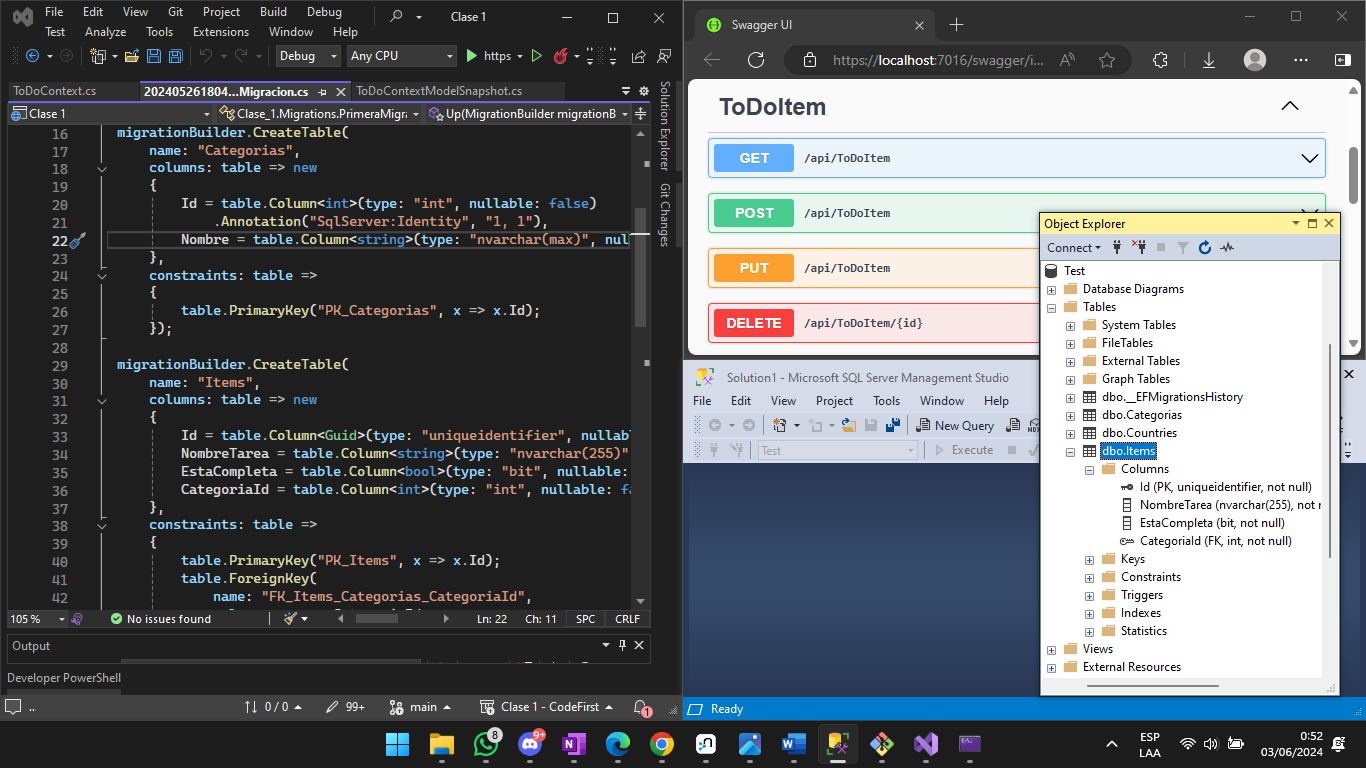 File Edit View Git Project Build Debug
Test Analyze Tools Extensions Window Help
Clase 1
Debug
Any CPU
https
ToDoContext.cs
202405261804...Migracion.cs
ToDoContextModelSnapshot.cs
Clase 1
Clase_1.Migrations.PrimeraMigra
Up(MigrationBuilder migrationB
16 migrationBuilder.CreateTable(
17 name: "Categorias",
18 columns: table => new
19 {
20 Id = table.Column<int>(type: "int", nullable: false)
21 .Annotation("SqlServer:Identity", "1, 1"),
22 Nombre = table.Column<string>(type: "nvarchar(max)", nul
23 },
24 constraints: table =>
25 {
26 table.PrimaryKey("PK_Categorias", x => x.Id);
27 });
28
29 migrationBuilder.CreateTable(
30 name: "Items",
31 columns: table => new
32 {
33 Id = table.Column<Guid>(type: "uniqueidentifier", nullab
34 NombreTarea = table.Column<string>(type: "nvarchar(255)"
35 EstaCompleta = table.Column<bool>(type: "bit", nullable:
36 CategoriaId = table.Column<int>(type: "int", nullable: fa
37 },
38 constraints: table =>
39 {
40 table.PrimaryKey("PK_Items", x => x.Id);
41 table.ForeignKey(
42 name: "FK_Items_Categorias_CategoriaId",
105 %
No issues found
Ln: 22 Ch: 11 SPC CRLF
Output
Developer PowerShell
..
0 / 0
99+
main
Clase 1 - CodeFirst
1
Solution Explorer
Git Changes
Swagger UI
https://localhost:7016/swagger/i...
ToDoItem
GET /api/ToDoItem
POST /api/ToDoItem
PUT /api/ToDoItem
DELETE /api/ToDoItem/{id}
Solution1 - Microsoft SQL Server Management Studio
File Edit View Project Tools Window Help
New Query
Test
Execute
Ready
Object Explorer
Connect
Test
Database Diagrams
Tables
System Tables
FileTables
External Tables
Graph Tables
dbo.__EFMigrationsHistory
dbo.Categorias
dbo.Countries
dbo.Items
Columns
Id (PK, uniqueidentifier, not null)
NombreTarea (nvarchar(255), not r
EstaCompleta (bit, not null)
CategoriaId (FK, int, not null)
Keys
Constraints
Triggers
Indexes
Statistics
Views
External Resources
8
9+
ESP
LAA
0:52
03/06/2024